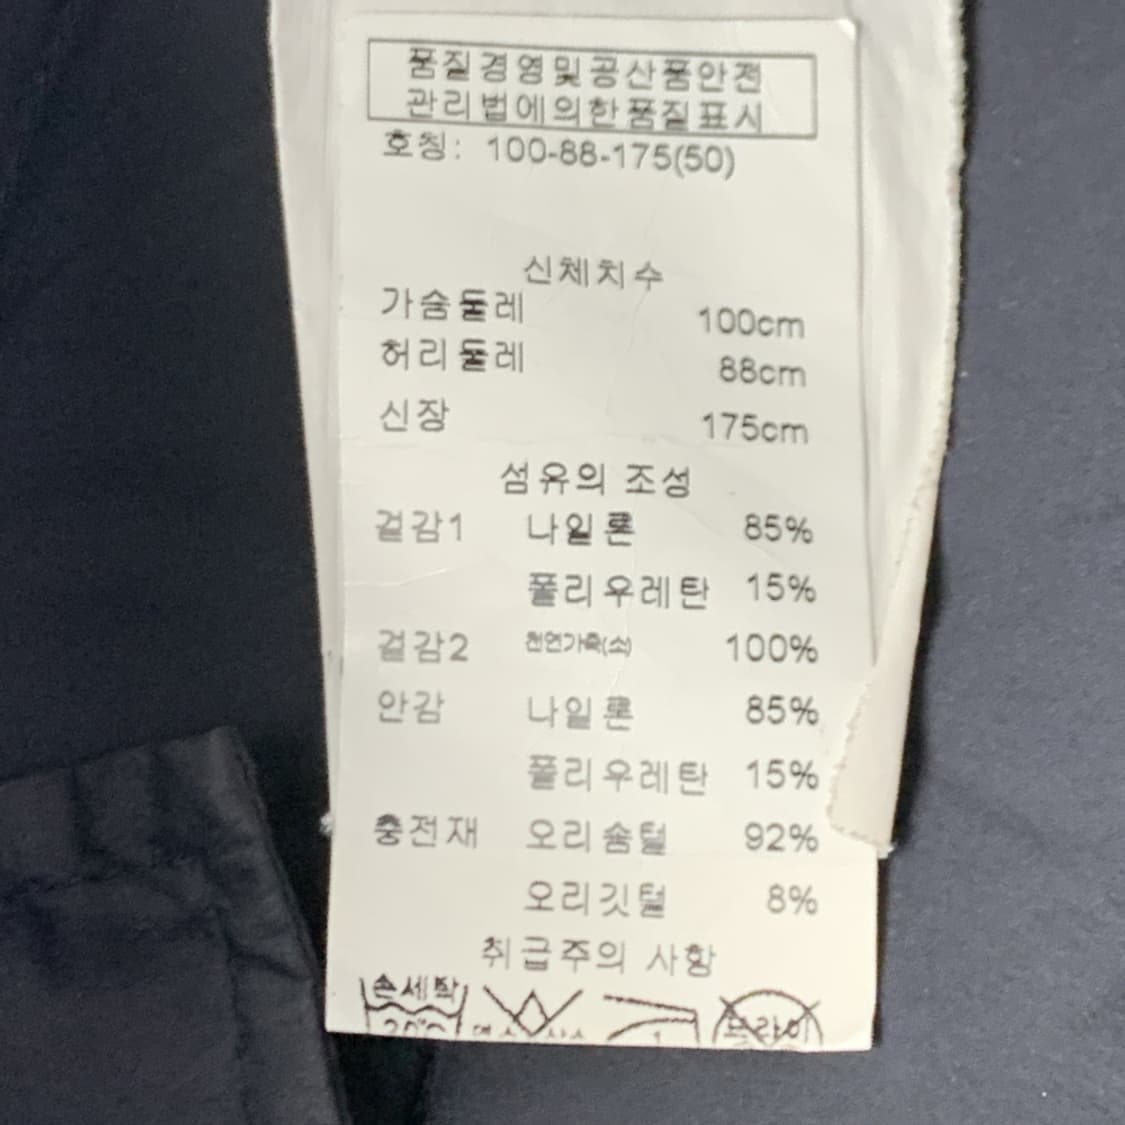 품질경영및공산품안전
관리법에의한품질표시
호칭: 100-88-175(50)
신체치수
가슴둘레 100cm
허리둘레 88cm
신장 175cm
섬유의 조성
겉감1 나일론 85%
폴리우레탄 15%
겉감2 천연가죽(소) 100%
안감 나일론 85%
폴리우레탄 15%
충전재 오리솜털 92%
오리깃털 8%
취급주의 사항
손세탁
드라이